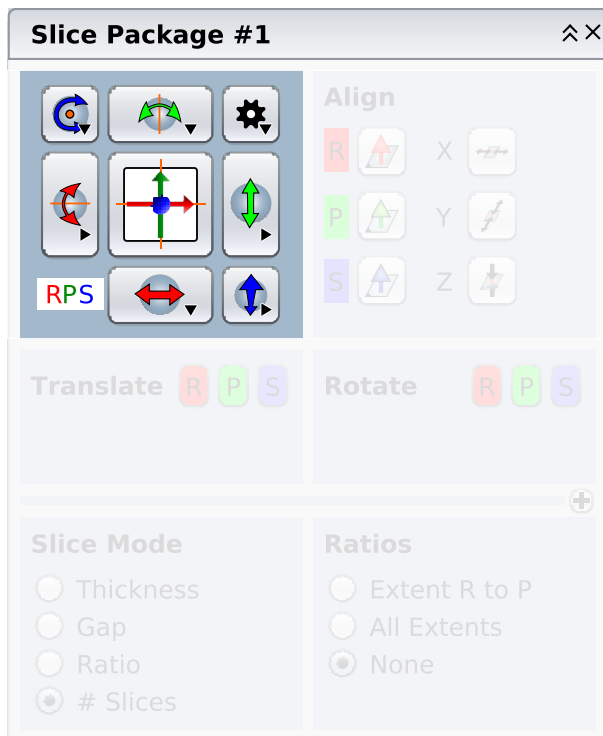 Slice Package #1
RPS
Align
R X
P Y
S Z
Translate R P S
Rotate R P S
Slice Mode
Thickness
Gap
Ratio
# Slices
Ratios
Extent R to P
All Extents
None